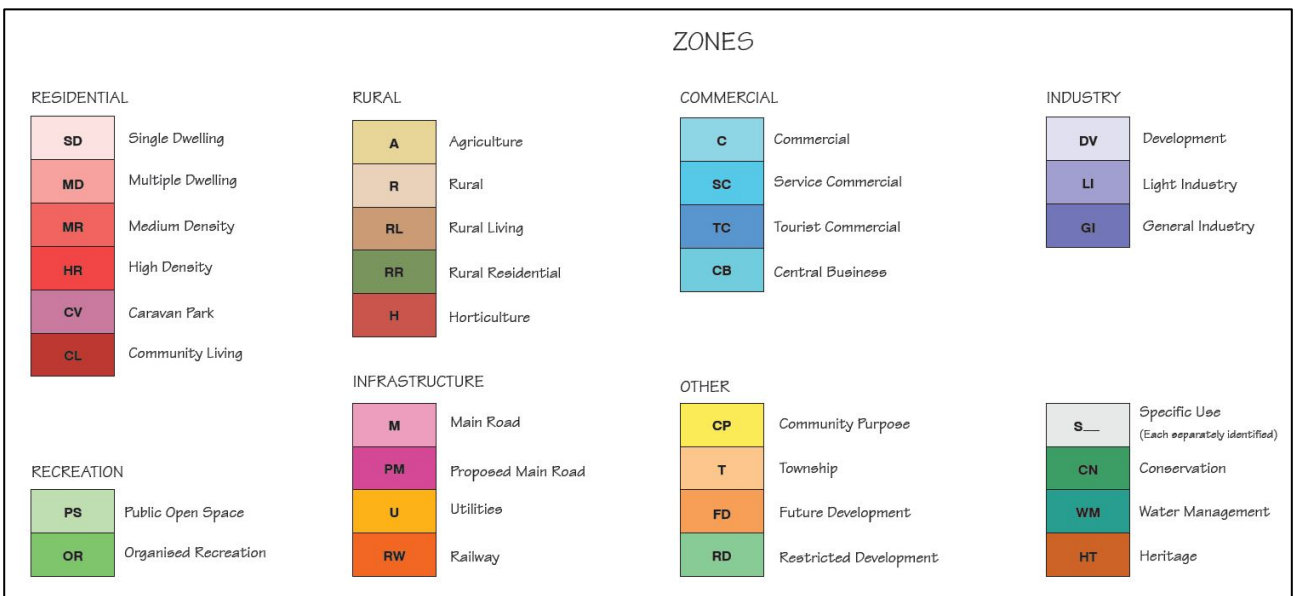 ZONES
RESIDENTIAL
SD Single Dwelling
MD Multiple Dwelling
MR Medium Density
HR High Density
CV Caravan Park
CL Community Living
RURAL
A Agriculture
R Rural
RL Rural Living
RR Rural Residential
H Horticulture
COMMERCIAL
C Commercial
SC Service Commercial
TC Tourist Commercial
CB Central Business
INDUSTRY
DV Development
LI Light Industry
GI General Industry
RECREATION
PS Public Open Space
OR Organised Recreation
INFRASTRUCTURE
M Main Road
PM Proposed Main Road
U Utilities
RW Railway
OTHER
CP Community Purpose
T Township
FD Future Development
RD Restricted Development
S__ Specific Use
(Each separately identified)
CN Conservation
WM Water Management
HT Heritage